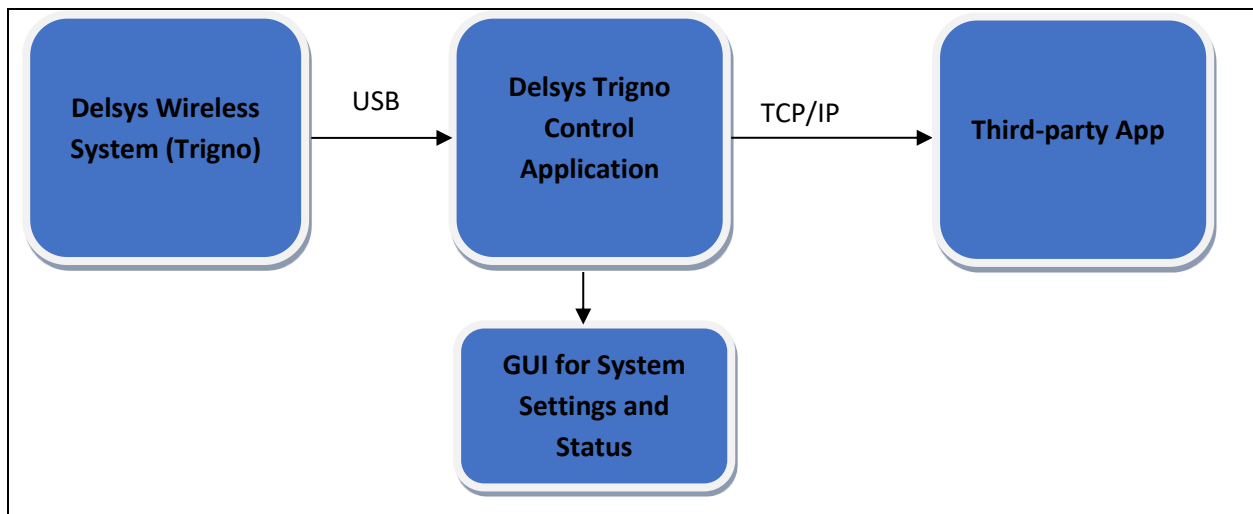 Delsys Wireless
System (Trigno)
USB
Delsys Trigno
Control
Application
TCP/IP
Third-party App
GUI for System
Settings and
Status